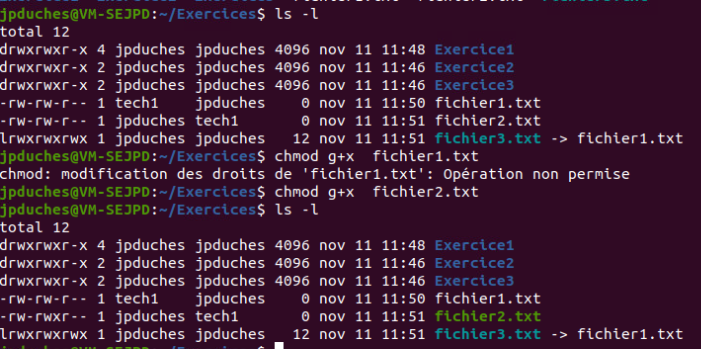 jpduches@VM-SEJPD:~/Exercices$ ls -l
total 12
drwxrwxr-x 4 jpduches jpduches 4096 nov 11 11:48 Exercice1
drwxrwxr-x 2 jpduches jpduches 4096 nov 11 11:46 Exercice2
drwxrwxr-x 2 jpduches jpduches 4096 nov 11 11:46 Exercice3
-rw-rw-r-- 1 tech1    jpduches    0 nov 11 11:50 fichier1.txt
-rw-rw-r-- 1 jpduches tech1       0 nov 11 11:51 fichier2.txt
lrwxrwxrwx 1 jpduches jpduches   12 nov 11 11:51 fichier3.txt -> fichier1.txt
jpduches@VM-SEJPD:~/Exercices$ chmod g+x  fichier1.txt
chmod: modification des droits de 'fichier1.txt': Opération non permise
jpduches@VM-SEJPD:~/Exercices$ chmod g+x  fichier2.txt
jpduches@VM-SEJPD:~/Exercices$ ls -l
total 12
drwxrwxr-x 4 jpduches jpduches 4096 nov 11 11:48 Exercice1
drwxrwxr-x 2 jpduches jpduches 4096 nov 11 11:46 Exercice2
drwxrwxr-x 2 jpduches jpduches 4096 nov 11 11:46 Exercice3
-rw-rw-r-- 1 tech1    jpduches    0 nov 11 11:50 fichier1.txt
-rw-rw-r-- 1 jpduches tech1       0 nov 11 11:51 fichier2.txt
lrwxrwxrwx 1 jpduches jpduches   12 nov 11 11:51 fichier3.txt -> fichier1.txt
jpduches@VM-SEJPD:~/Exercices$